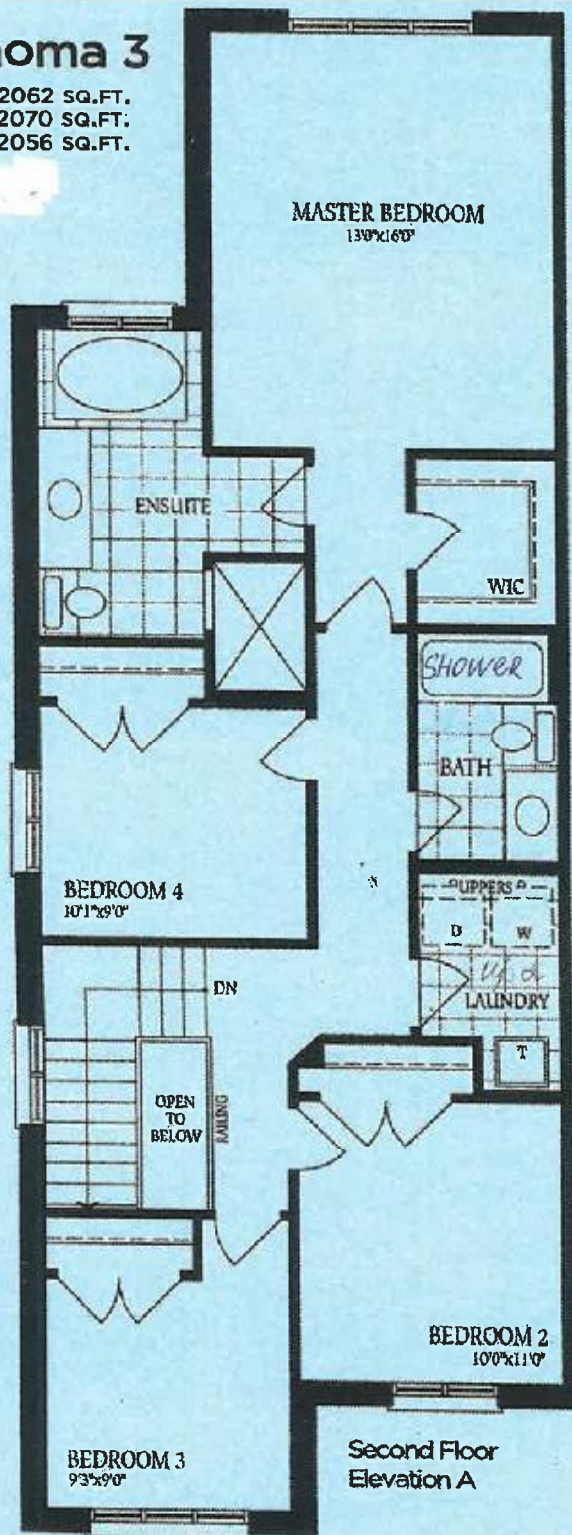 oma 3
2062 SQ.FT.
2070 SQ.FT.
2056 SQ.FT.
MASTER BEDROOM
13'0"x16'0"
ENSUITE
WIC
SHOWER
BATH
BEDROOM 4
10'1"x9'0"
UPPERS
D W
LAUNDRY
T
DN
OPEN
TO
BELOW
RAILING
BEDROOM 2
10'0"x11'0"
BEDROOM 3
9'3"x9'0"
Second Floor
Elevation A